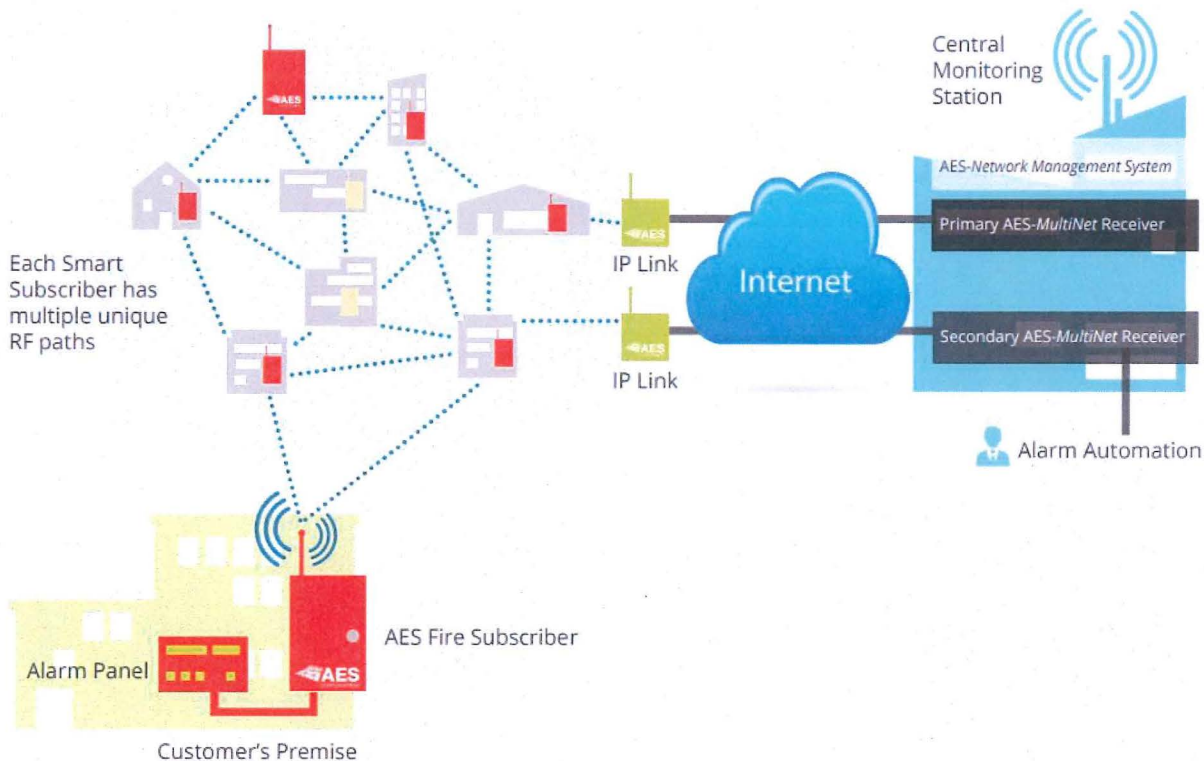 Central
Monitoring
Station
AES
AES-Network Management System
Primary AES-MultiNet Receiver
AES
IP Link
Internet
Each Smart
Subscriber has
multiple unique
RF paths
Secondary AES-MultiNet Receiver
AES
IP Link
Alarm Automation
AES Fire Subscriber
Alarm Panel
AES
Customer's Premise